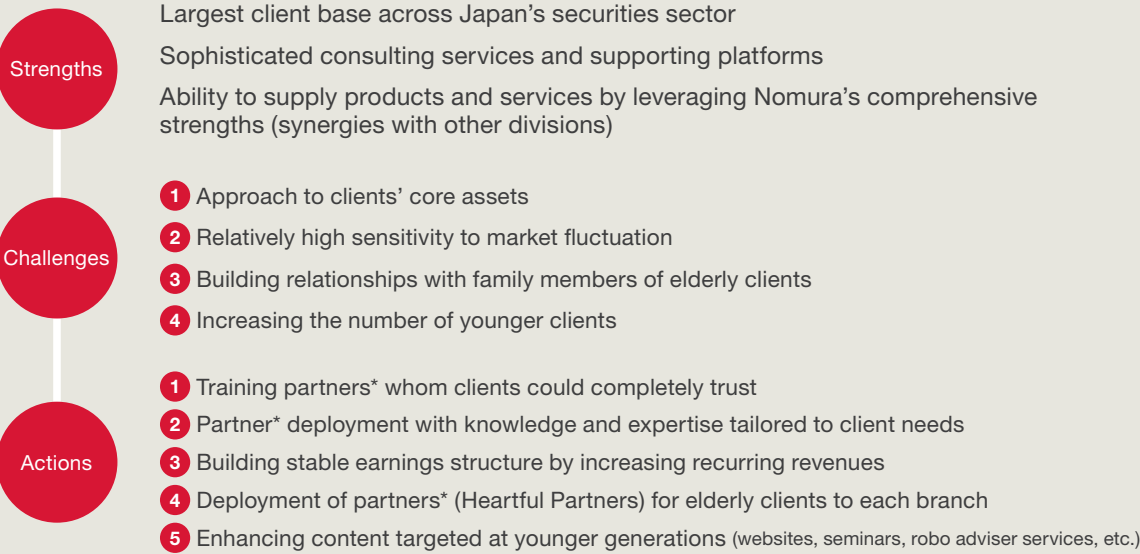 Strengths
Largest client base across Japan’s securities sector
Sophisticated consulting services and supporting platforms
Ability to supply products and services by leveraging Nomura’s comprehensive
strengths (synergies with other divisions)
Challenges
1 Approach to clients’ core assets
2 Relatively high sensitivity to market fluctuation
3 Building relationships with family members of elderly clients
4 Increasing the number of younger clients
Actions
1 Training partners* whom clients could completely trust
2 Partner* deployment with knowledge and expertise tailored to client needs
3 Building stable earnings structure by increasing recurring revenues
4 Deployment of partners* (Heartful Partners) for elderly clients to each branch
5 Enhancing content targeted at younger generations (websites, seminars, robo adviser services, etc.)